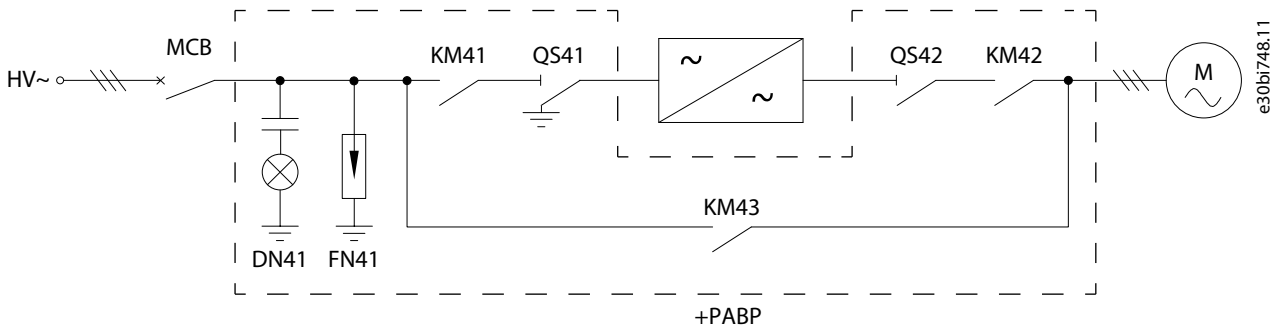 MCB
KM41
QS41
QS42
KM42
HV~
~
~
M
KM43
DN41
FN41
+PABP
e30bi748.11